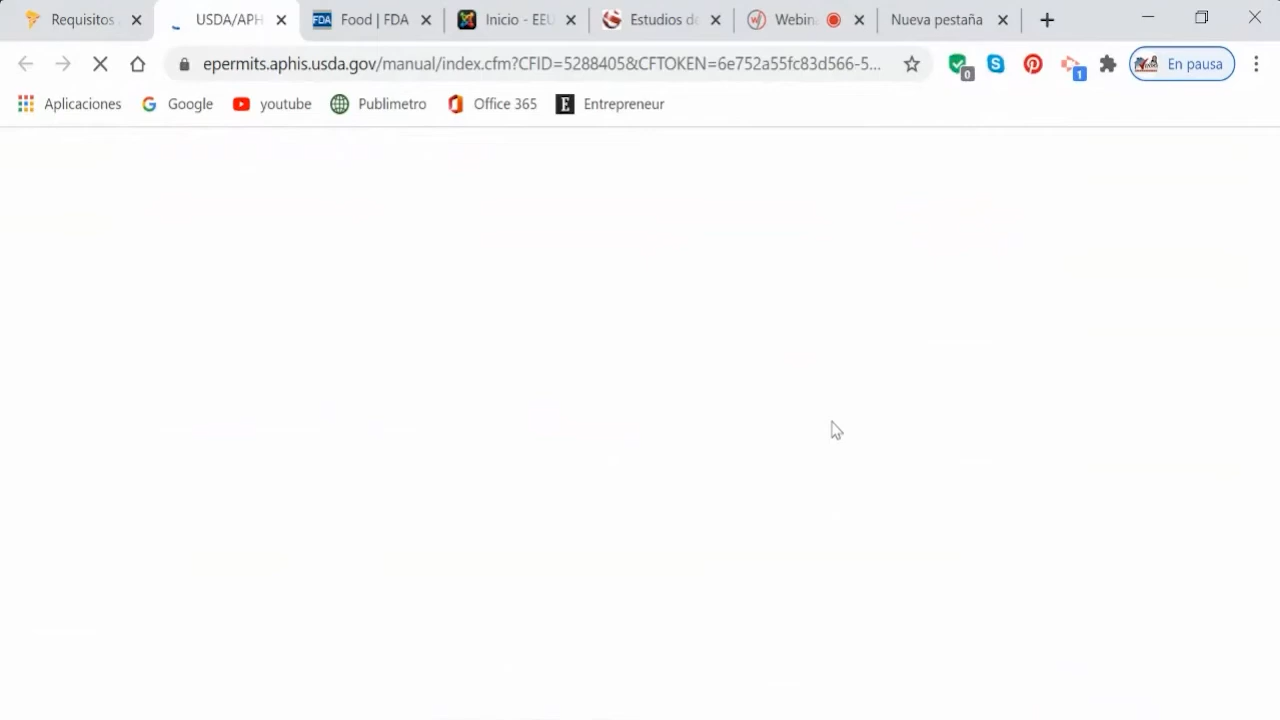 Requisitos
USDA/APH
FDA
Food | FDA
Inicio - EEU
Estudios de
Webin
Nueva pestaña
epermits.aphis.usda.gov/manual/index.cfm?CFID=5288405&CFTOKEN=6e752a55fc83d566-5...
0
1
En pausa
Aplicaciones
Google
youtube
Publimetro
Office 365
E
Entrepreneur